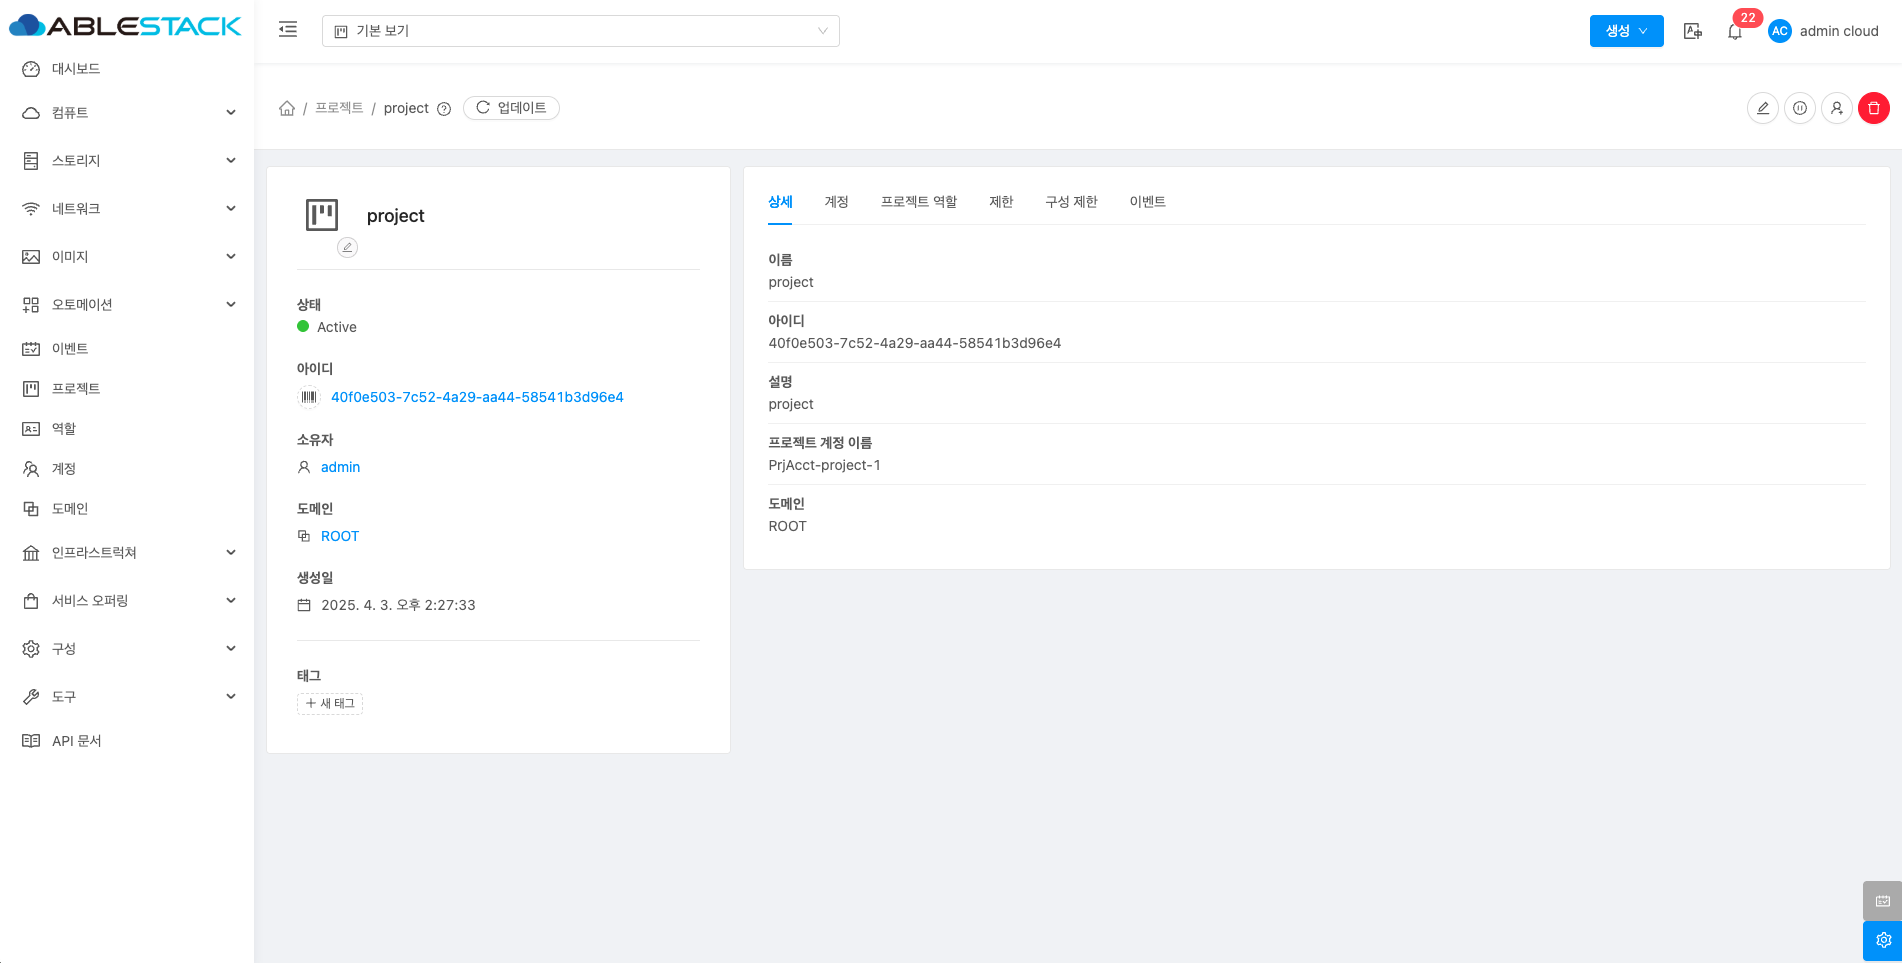 ABLESTACK
기본 보기
생성
22
AC
admin cloud
대시보드
컴퓨트
스토리지
네트워크
이미지
오토메이션
이벤트
프로젝트
역할
계정
도메인
인프라스트럭쳐
서비스 오퍼링
구성
도구
API 문서
/ 프로젝트 / project
업데이트
project
상태
Active
아이디
40f0e503-7c52-4a29-aa44-58541b3d96e4
소유자
admin
도메인
ROOT
생성일
2025. 4. 3. 오후 2:27:33
태그
+ 새 태그
상세 계정 프로젝트 역할 제한 구성 제한 이벤트
이름
project
아이디
40f0e503-7c52-4a29-aa44-58541b3d96e4
설명
project
프로젝트 계정 이름
PrjAcct-project-1
도메인
ROOT